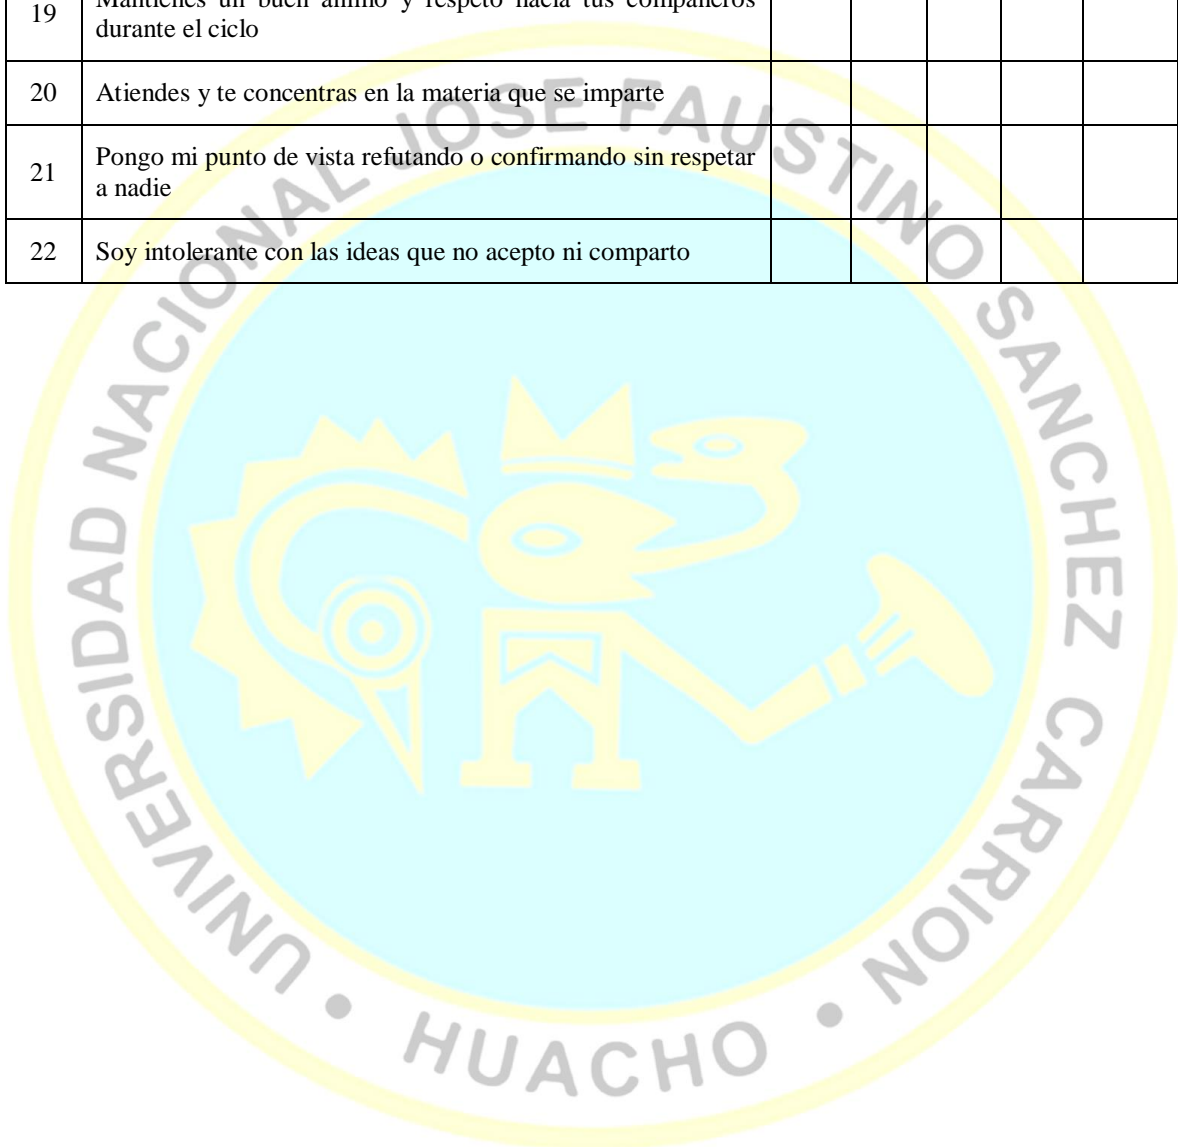 19
Mantienes un buen ánimo y respeto hacia tus compañeros
durante el ciclo
20
Atiendes y te concentras en la materia que se imparte
21
Pongo mi punto de vista refutando o confirmando sin respetar
a nadie
22
Soy intolerante con las ideas que no acepto ni comparto
UNIVERSIDAD NACIONAL JOSE FAUSTINO SANCHEZ CARRION
• HUACHO •